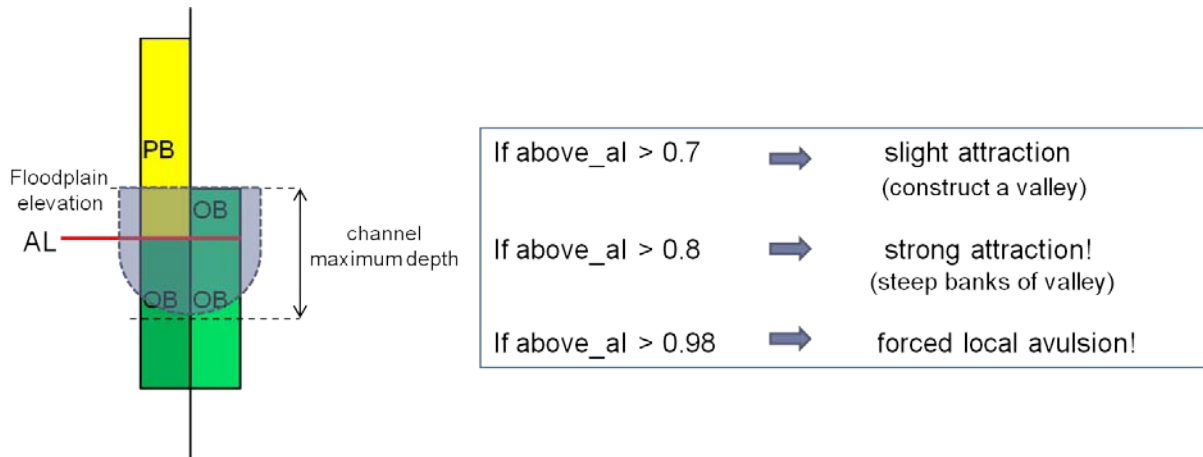 PB
Floodplain
elevation
OB
AL
channel
maximum depth
OB OB
If above_al > 0.7 slight attraction
(construct a valley)
If above_al > 0.8 strong attraction!
(steep banks of valley)
If above_al > 0.98 forced local avulsion!